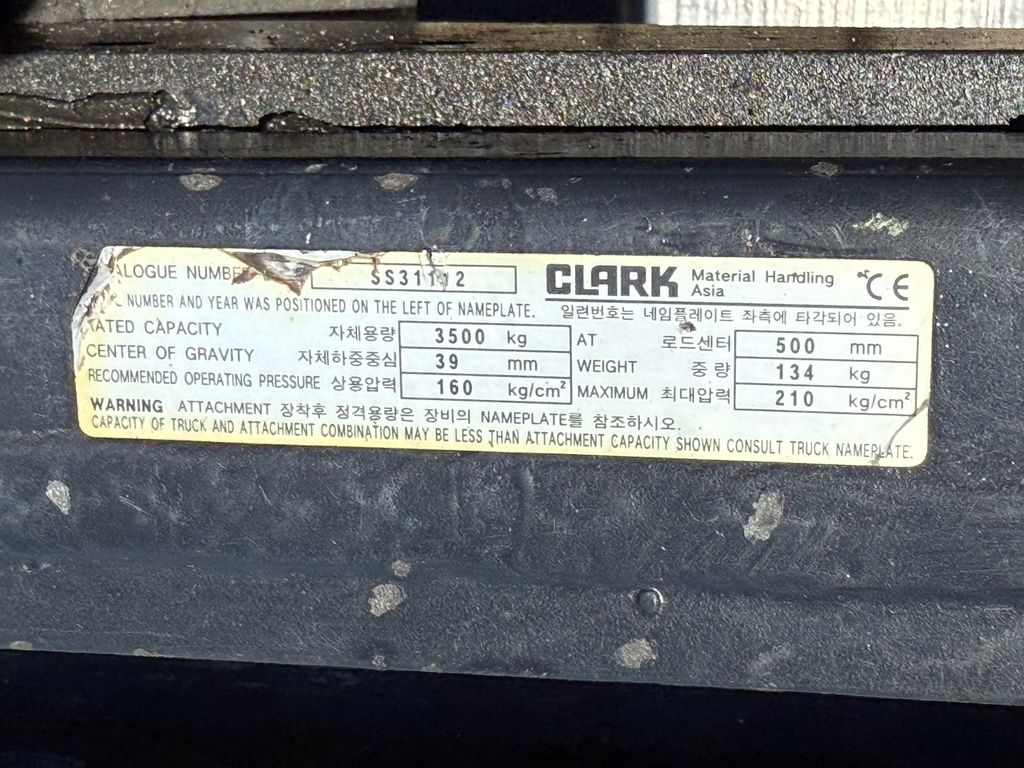 ALOGUE NUMBER SS31112 CLARK Material Handling Asia CE
NUMBER AND YEAR WAS POSITIONED ON THE LEFT OF NAMEPLATE. 일련번호는 네임플레이트 좌측에 타각되어 있음.
RATED CAPACITY 자체용량 3500 kg AT 로드센터 500 mm
CENTER OF GRAVITY 자체하중중심 39 mm WEIGHT 중량 134 kg
RECOMMENDED OPERATING PRESSURE 상용압력 160 kg/cm² MAXIMUM 최대압력 210 kg/cm²
WARNING ATTACHMENT 장착후 정격용량은 장비의 NAMEPLATE를 참조하시오.
CAPACITY OF TRUCK AND ATTACHMENT COMBINATION MAY BE LESS THAN ATTACHMENT CAPACITY SHOWN CONSULT TRUCK NAMEPLATE.